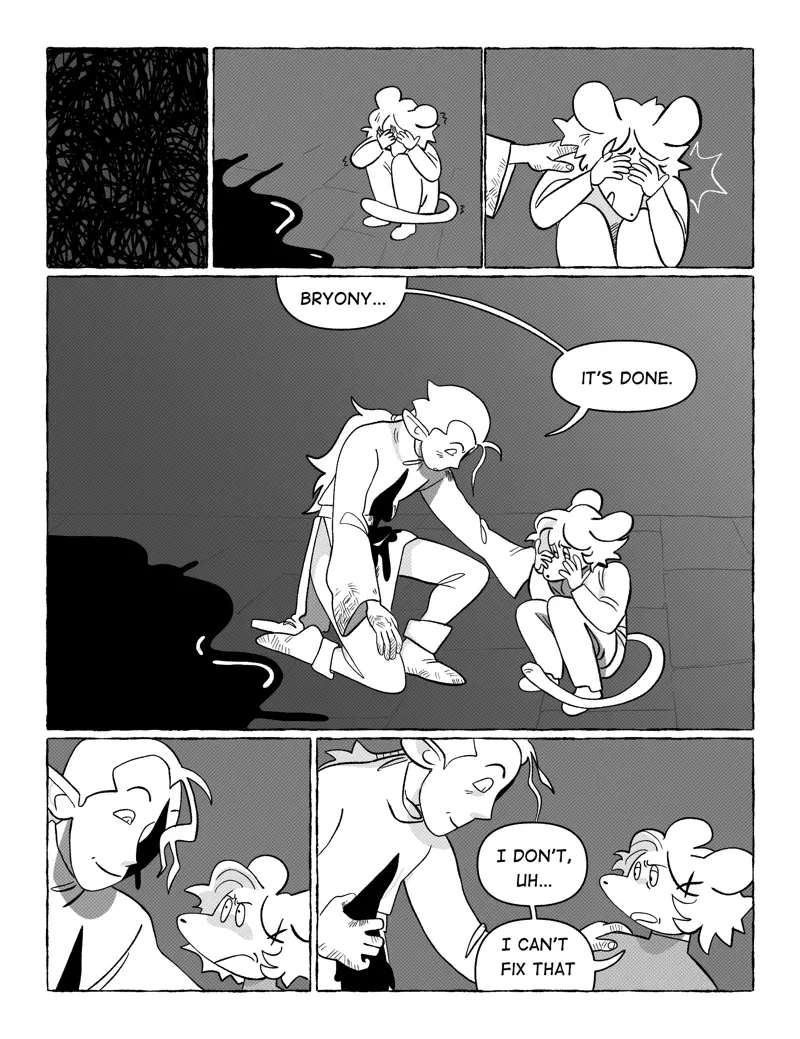 BRYONY...
IT'S DONE.
I DON'T,
UH...
I CAN'T
FIX THAT